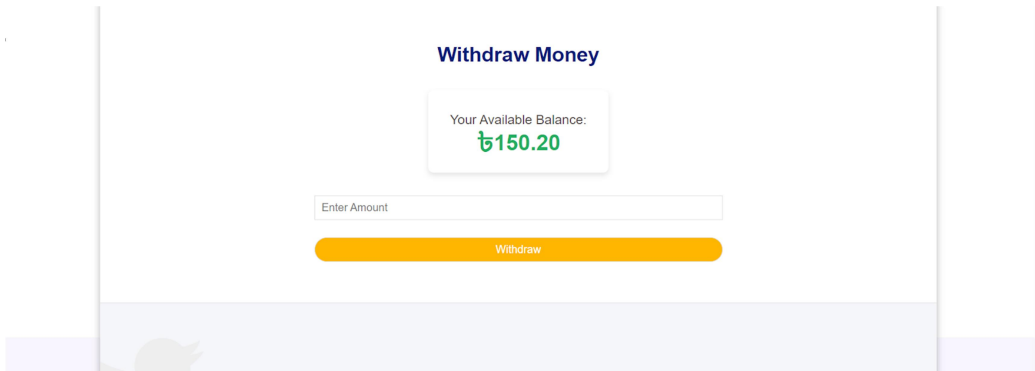 Withdraw Money
Your Available Balance:
৳150.20
Enter Amount
Withdraw